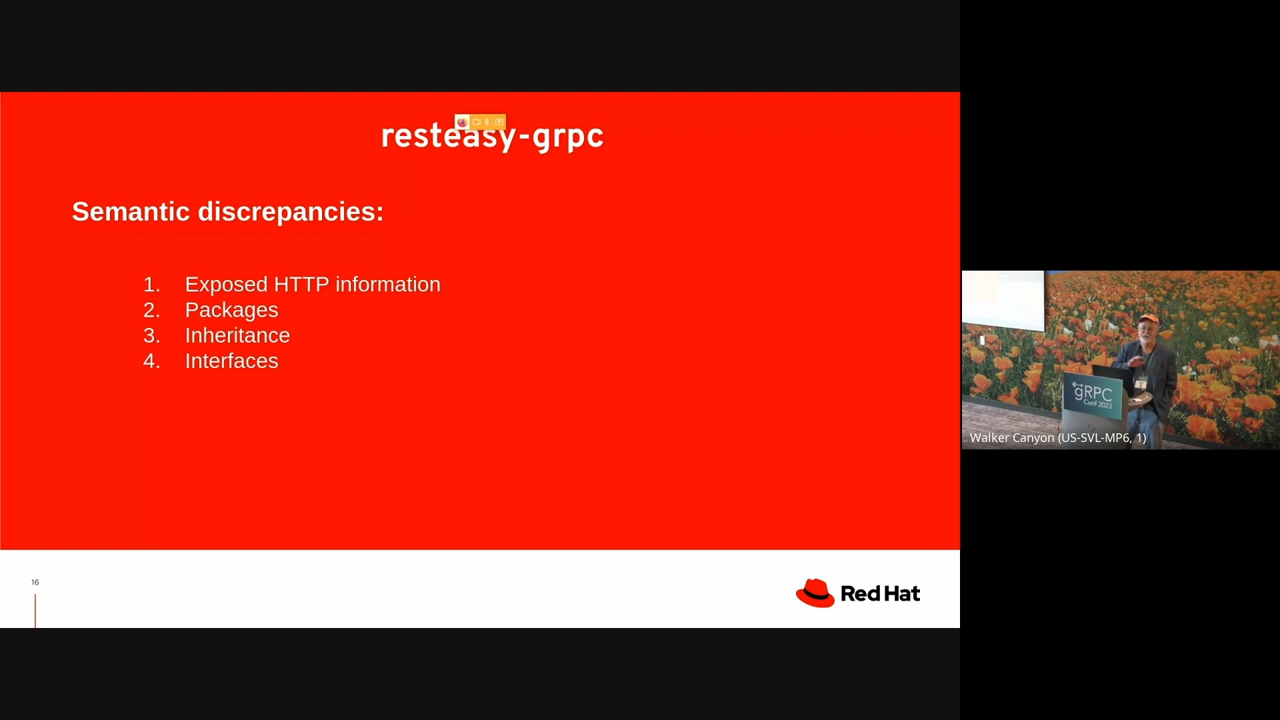 resteasy-grpc
Semantic discrepancies:
1. Exposed HTTP information
2. Packages
3. Inheritance
4. Interfaces
16
Red Hat
gRPC
Conf 2023
Walker Canyon (US-SVL-MP6, 1)